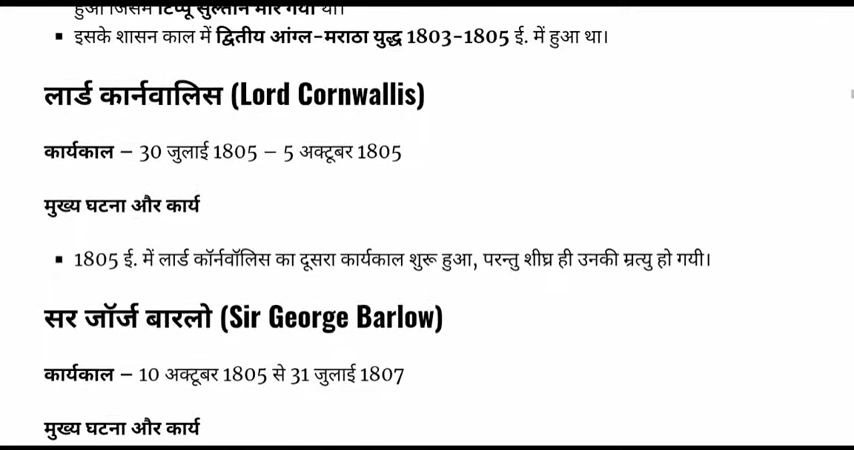 हुआ जिसमें टिप्पू सुल्तान मारे गया था।
▪ इसके शासन काल में द्वितीय आंग्ल-मराठा युद्ध 1803-1805 ई. में हुआ था।
लार्ड कार्नवालिस (Lord Cornwallis)
कार्यकाल – 30 जुलाई 1805 – 5 अक्टूबर 1805
मुख्य घटना और कार्य
▪ 1805 ई. में लार्ड कॉर्नवॉलिस का दूसरा कार्यकाल शुरू हुआ, परन्तु शीघ्र ही उनकी म्रत्यु हो गयी।
सर जॉर्ज बारलो (Sir George Barlow)
कार्यकाल – 10 अक्टूबर 1805 से 31 जुलाई 1807
मुख्य घटना और कार्य